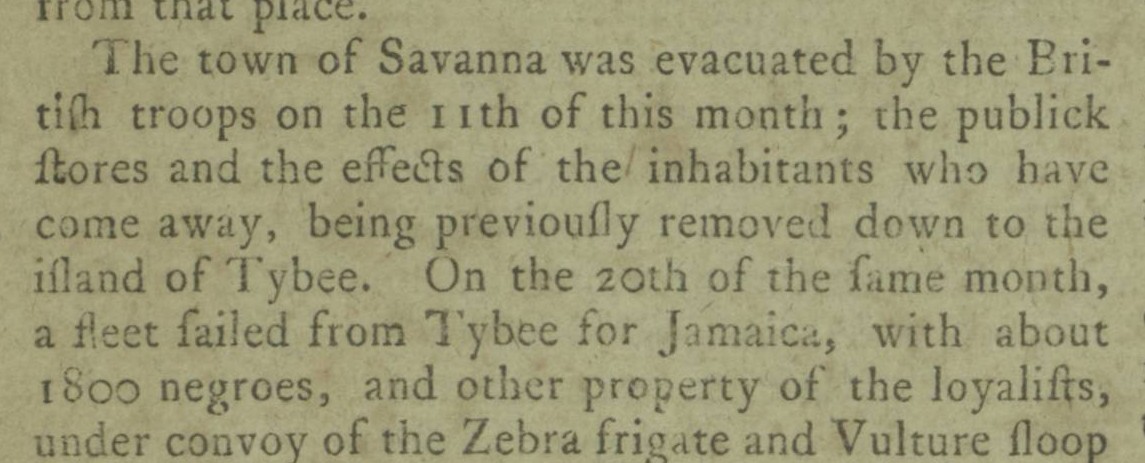 from that place.
The town of Savanna was evacuated by the Bri-
tiſh troops on the 11th of this month; the publick
ſtores and the effects of the inhabitants who have
come away, being previouſly removed down to the
iſland of Tybee. On the 20th of the ſame month,
a fleet ſailed from Tybee for Jamaica, with about
1800 negroes, and other property of the loyaliſts,
under convoy of the Zebra frigate and Vulture ſloop